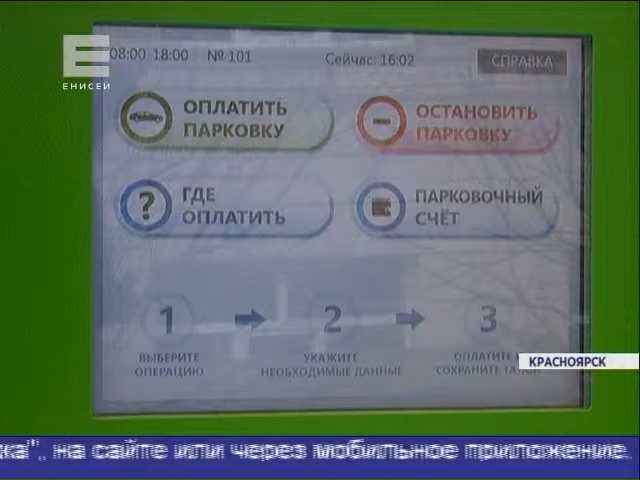 Е
ЕНИСЕЙ
08:00-18:00 № 101 Сейчас: 16:02 СПРАВКА
ОПЛАТИТЬ
ПАРКОВКУ
ОСТАНОВИТЬ
ПАРКОВКУ
?
ГДЕ
ОПЛАТИТЬ
ПАРКОВОЧНЫЙ
СЧЁТ
1 2 3
ВЫБЕРИТЕ
ОПЕРАЦИЮ
УКАЖИТЕ
НЕОБХОДИМЫЕ ДАННЫЕ
ОПЛАТИТЕ И
СОХРАНИТЕ
КРАСНОЯРСК
ка", на сайте или через мобильное приложение.